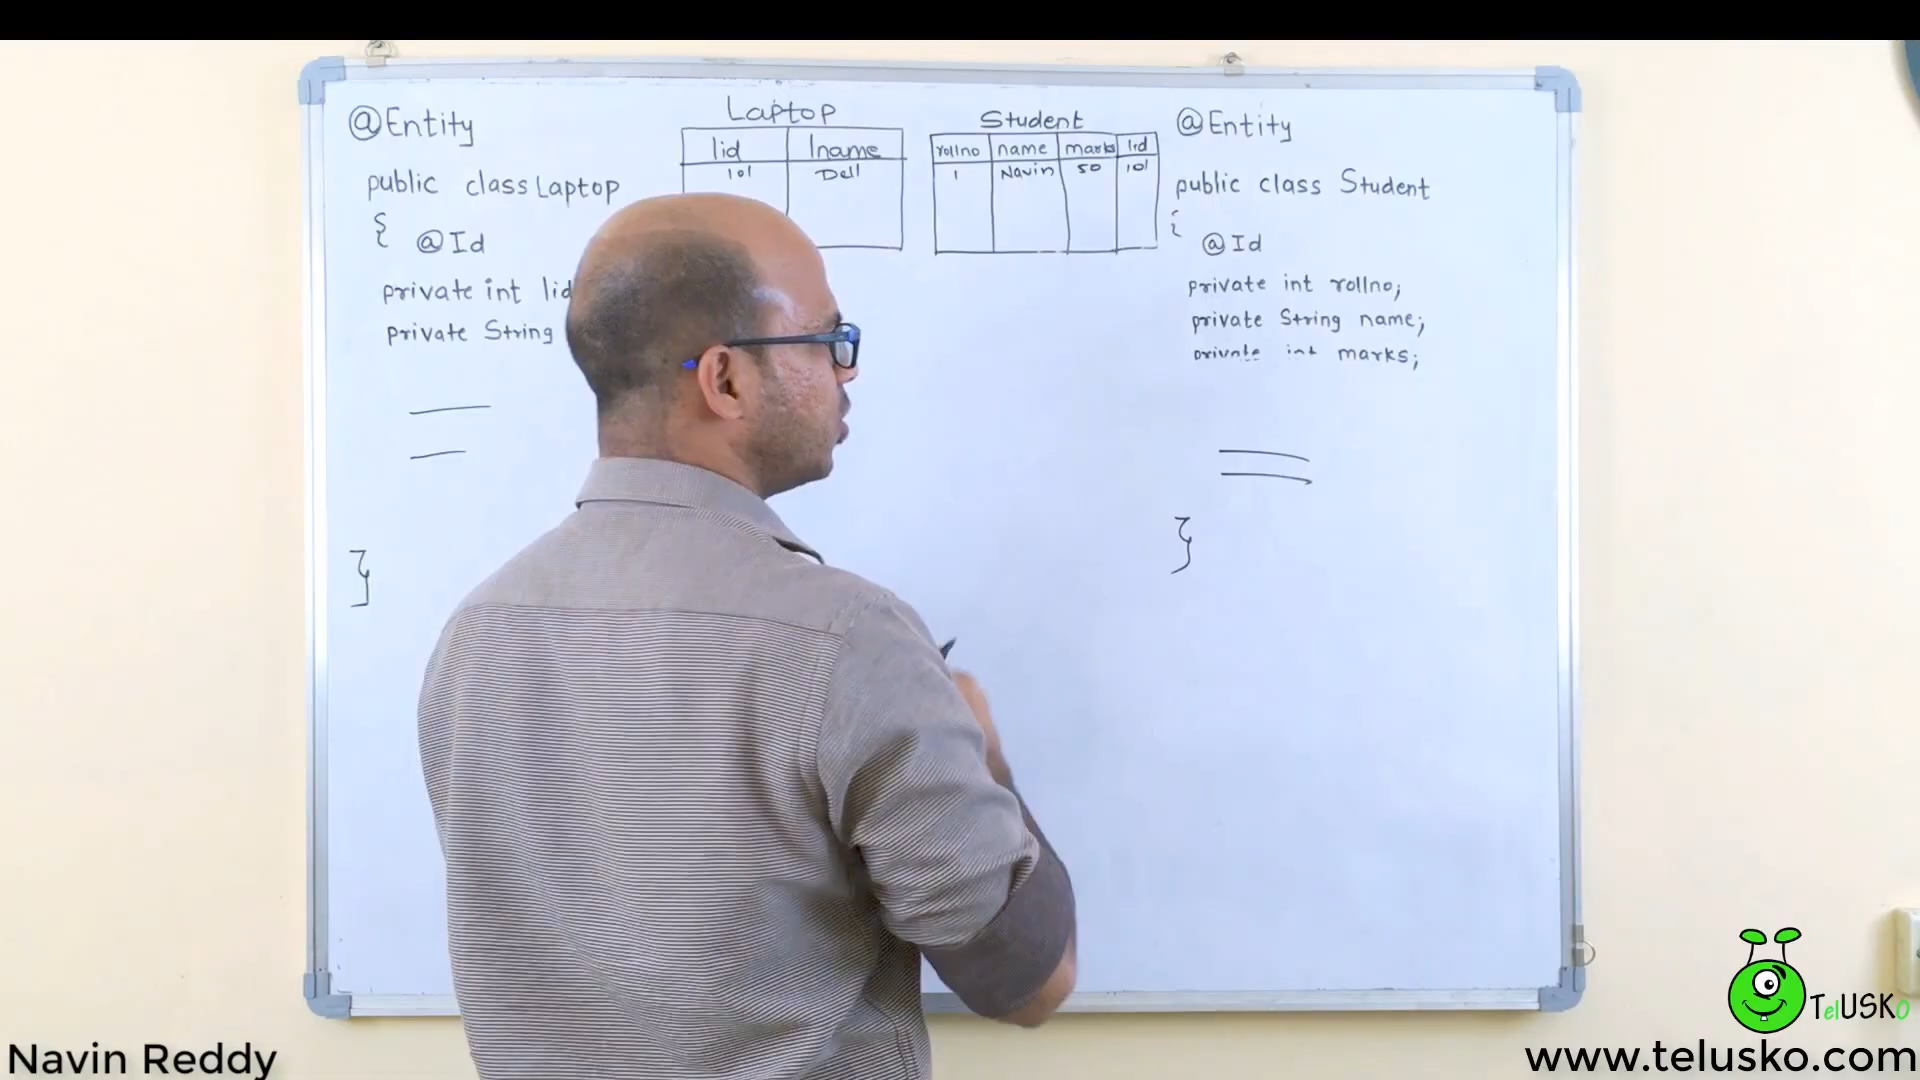 @Entity
public class Laptop
{ @Id
private int lid
private String
}
Laptop
lid lname
101 Dell
Student
rollno name marks lid
1 Navin 50 101
@Entity
public class Student
{
@Id
private int rollno;
private String name;
private int marks;
}
Navin Reddy
TelUSKO
www.telusko.com